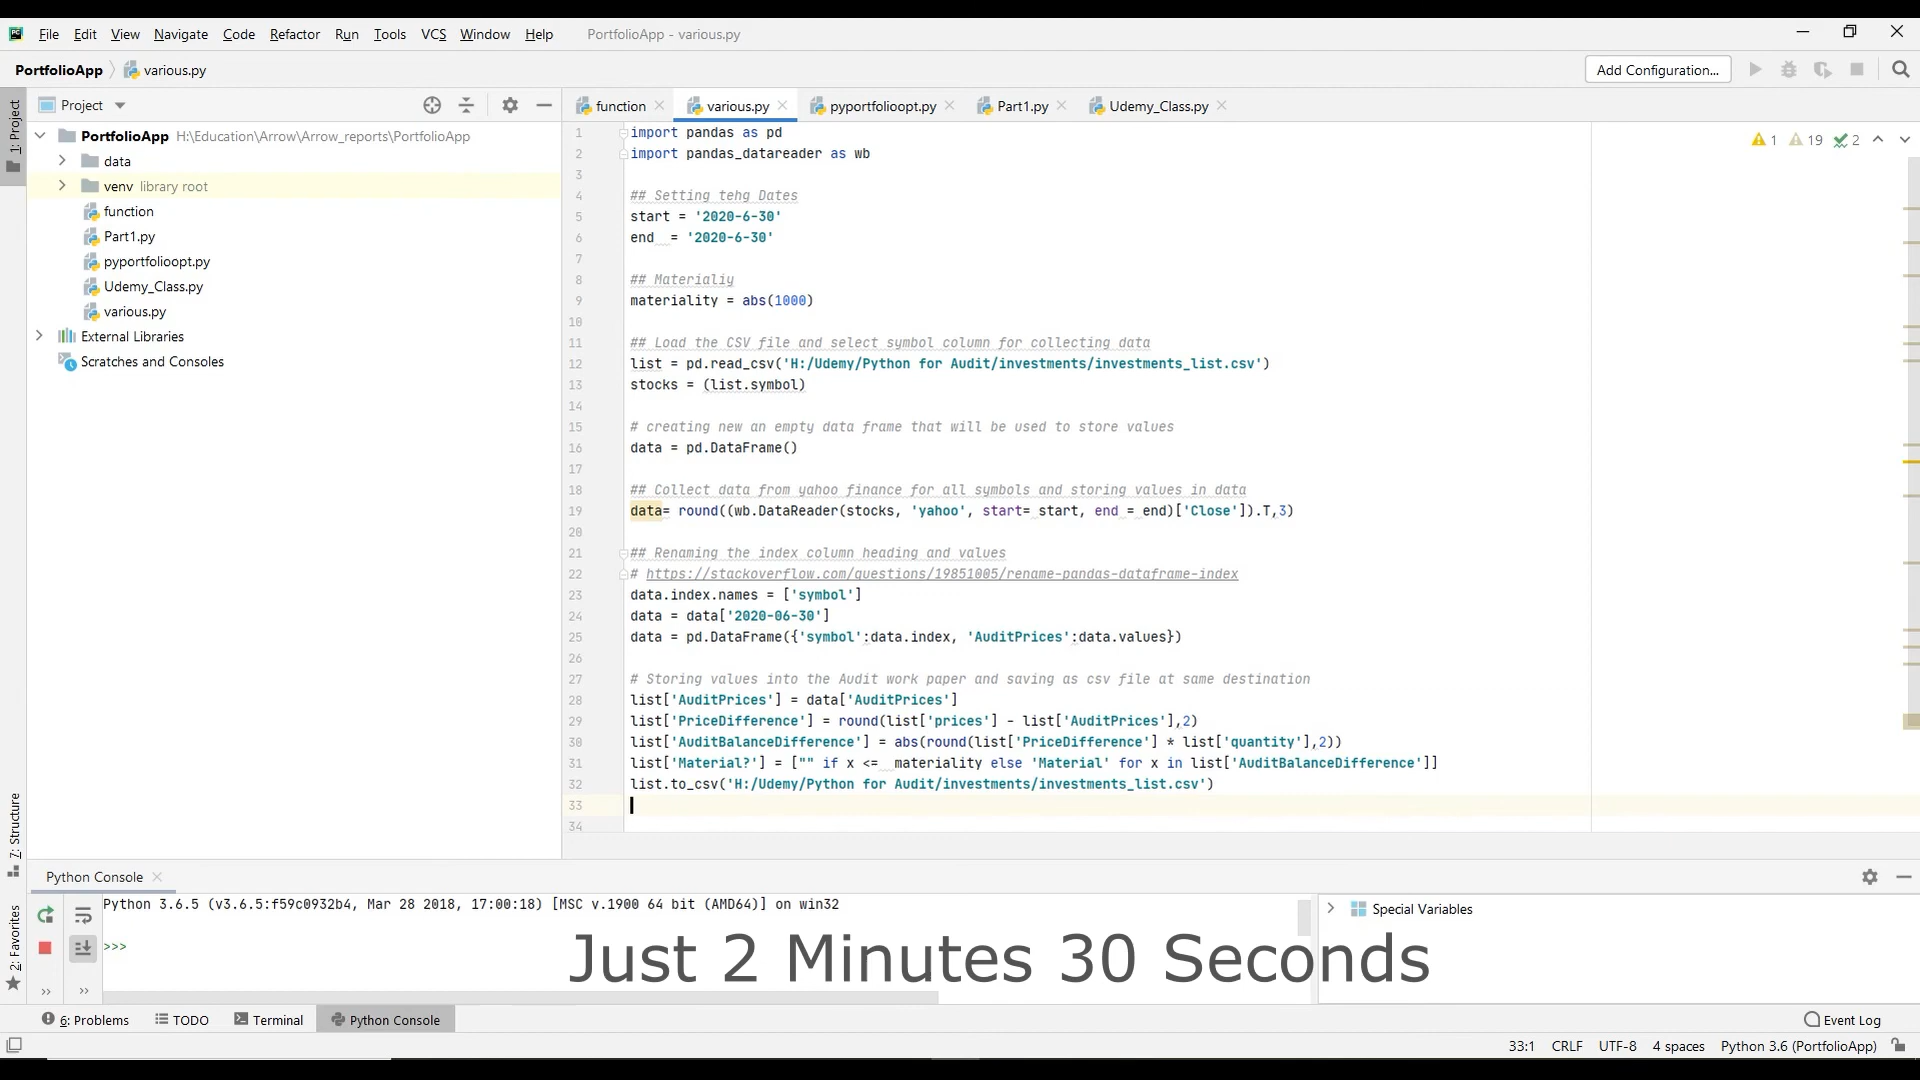 File Edit View Navigate Code Refactor Run Tools VCS Window Help PortfolioApp - various.py
PortfolioApp various.py Add Configuration...
1: Project
Project
function various.py pyportfolioopt.py Part1.py Udemy_Class.py
PortfolioApp H:\Education\Arrow\Arrow_reports\PortfolioApp
data
venv library root
function
Part1.py
pyportfolioopt.py
Udemy_Class.py
various.py
External Libraries
Scratches and Consoles
1 19 2
1 import pandas as pd
2 import pandas_datareader as wb
3
4 ## Setting tehg Dates
5 start = '2020-6-30'
6 end  = '2020-6-30'
7
8 ## Materialiy
9 materiality = abs(1000)
10
11 ## Load the CSV file and select symbol column for collecting data
12 list = pd.read_csv('H:/Udemy/Python for Audit/investments/investments_list.csv')
13 stocks = (list.symbol)
14
15 # creating new an empty data frame that will be used to store values
16 data = pd.DataFrame()
17
18 ## Collect data from yahoo finance for all symbols and storing values in data
19 data= round((wb.DataReader(stocks, 'yahoo', start= start, end = end)['Close']).T,3)
20
21 ## Renaming the index column heading and values
22 # https://stackoverflow.com/questions/19851005/rename-pandas-dataframe-index
23 data.index.names = ['symbol']
24 data = data['2020-06-30']
25 data = pd.DataFrame({'symbol':data.index, 'AuditPrices':data.values})
26
27 # Storing values into the Audit work paper and saving as csv file at same destination
28 list['AuditPrices'] = data['AuditPrices']
29 list['PriceDifference'] = round(list['prices'] - list['AuditPrices'],2)
30 list['AuditBalanceDifference'] = abs(round(list['PriceDifference'] * list['quantity'],2))
31 list['Material?'] = ["" if x <=  materiality else 'Material' for x in list['AuditBalanceDifference']]
32 list.to_csv('H:/Udemy/Python for Audit/investments/investments_list.csv')
33
34
7: Structure
2: Favorites
Python Console
Python 3.6.5 (v3.6.5:f59c0932b4, Mar 28 2018, 17:00:18) [MSC v.1900 64 bit (AMD64)] on win32
>>>
Special Variables
Just 2 Minutes 30 Seconds
6: Problems TODO Terminal Python Console Event Log
33:1 CRLF UTF-8 4 spaces Python 3.6 (PortfolioApp)